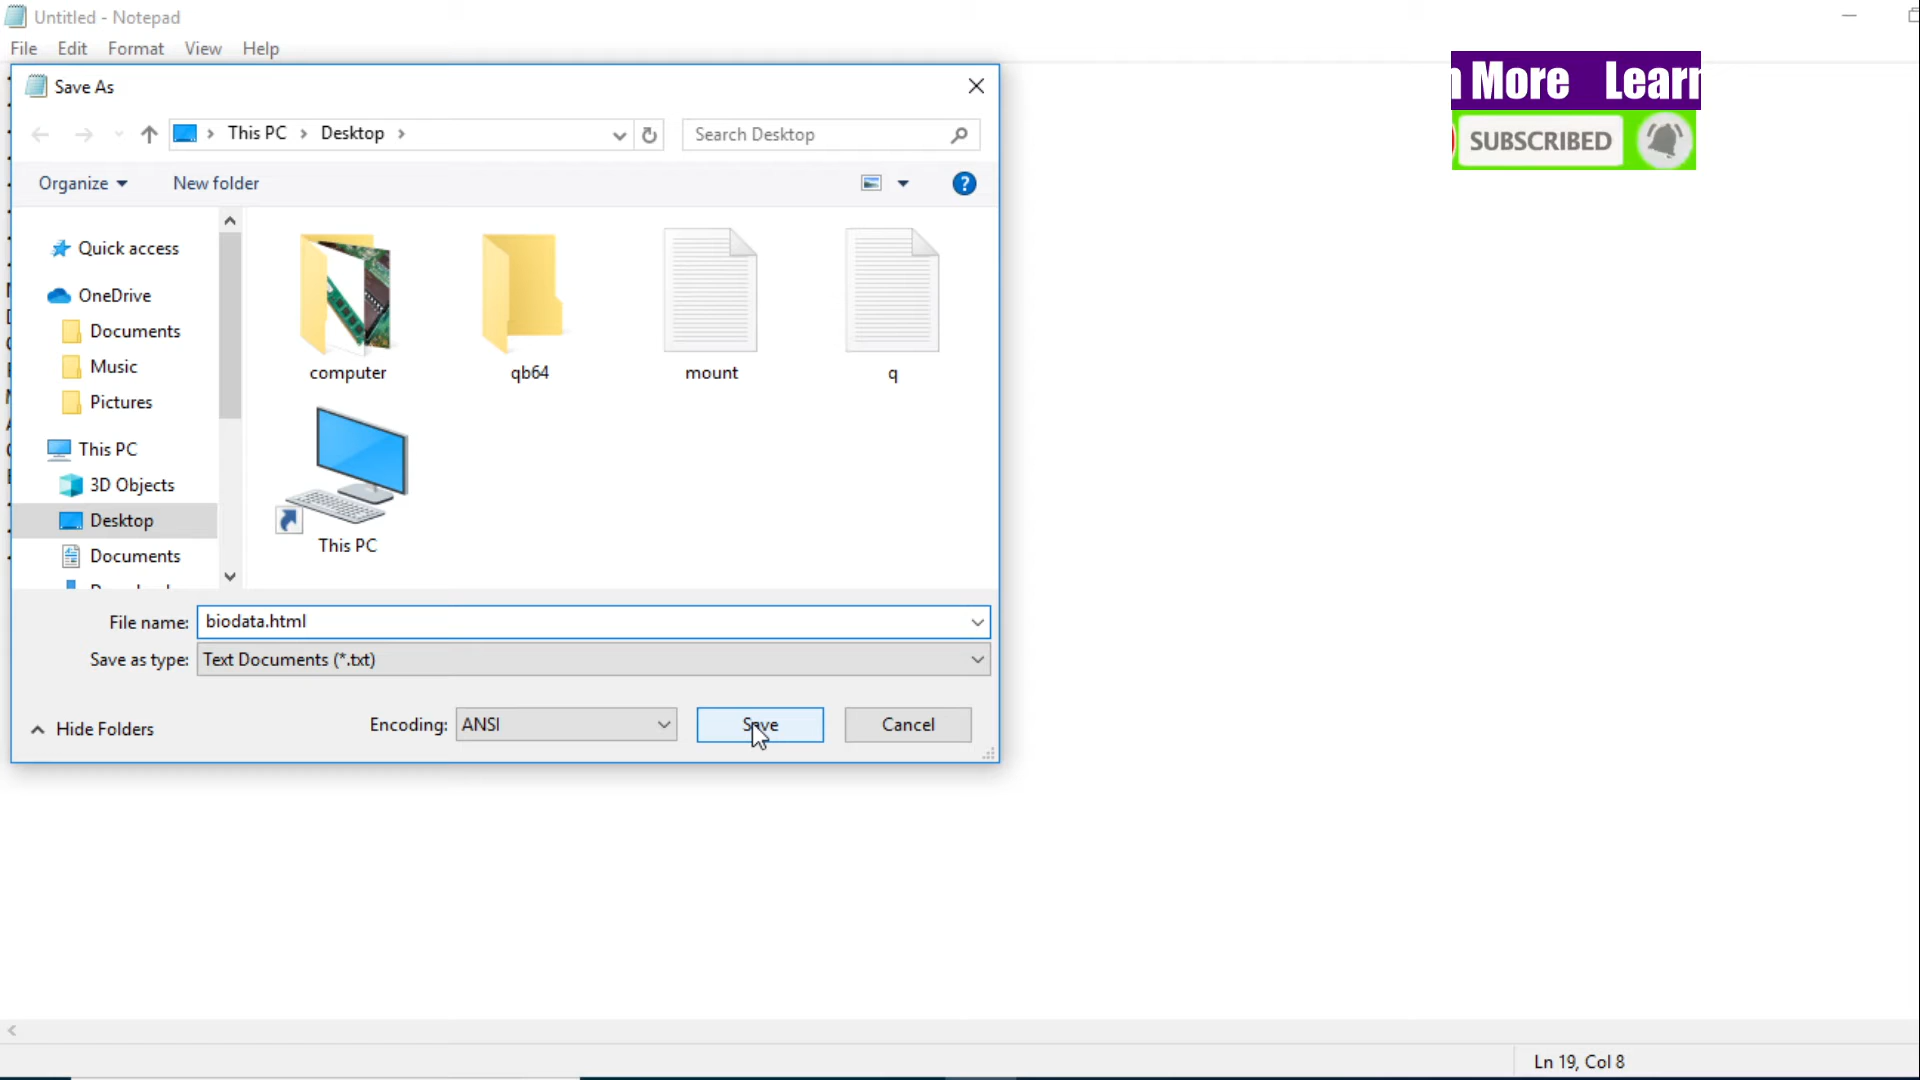 Untitled - Notepad
File Edit Format View Help
Save As
This PC Desktop
Search Desktop
Organize New folder
Quick access
OneDrive
Documents
Music
Pictures
This PC
3D Objects
Desktop
Documents
computer
qb64
mount
q
This PC
File name: biodata.html
Save as type: Text Documents (*.txt)
Hide Folders
Encoding: ANSI
Save
Cancel
More Learn
SUBSCRIBED
Ln 19, Col 8